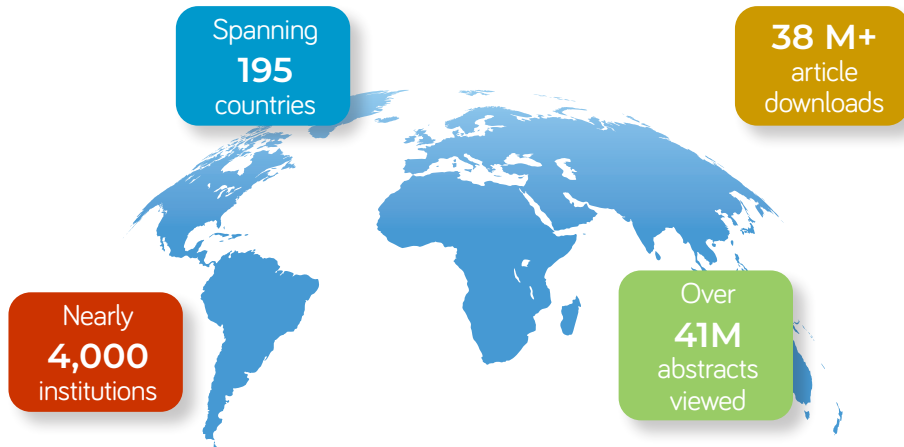 Spanning
195
countries
38 M+
article
downloads
Nearly
4,000
institutions
Over
41M
abstracts
viewed